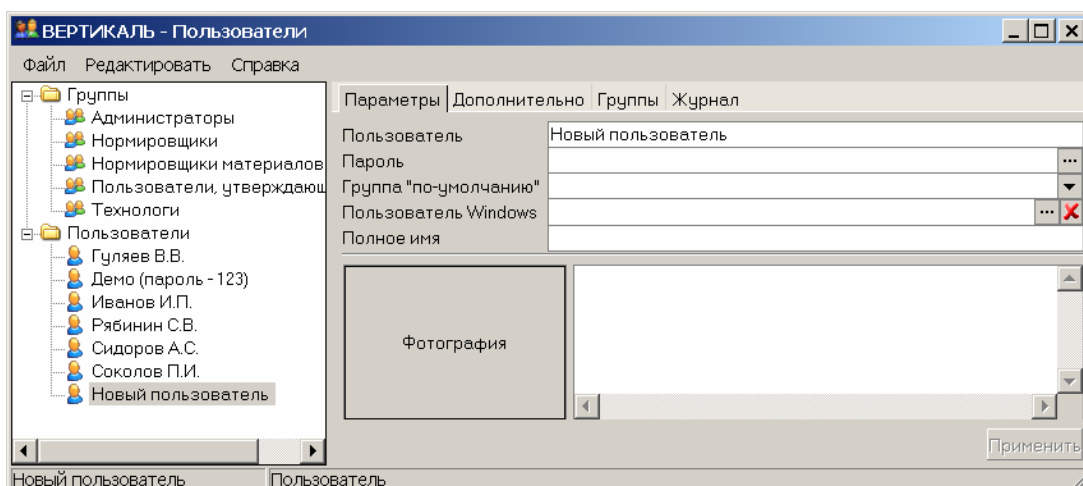 ВЕРТИКАЛЬ - Пользователи
Файл Редактировать Справка
Группы
Администраторы
Нормировщики
Нормировщики материалов
Пользователи, утверждающ
Технологи
Пользователи
Гуляев В.В.
Демо (пароль - 123)
Иванов И.П.
Рябинин С.В.
Сидоров А.С.
Соколов П.И.
Новый пользователь
Параметры Дополнительно Группы Журнал
Пользователь Новый пользователь
Пароль
Группа "по-умолчанию"
Пользователь Windows
Полное имя
Фотография
Применить
Новый пользователь Пользователь